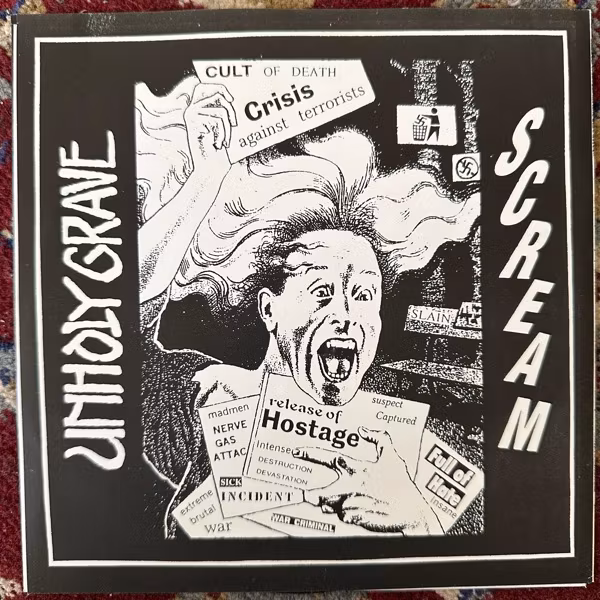 UNHOLY GRAVE
SCREAM
CULT OF DEATH
Crisis
against terrorists
SLAIN
madmen
NERVE
GAS
ATTAC
SICK
INCIDENT
extreme
brutal
war
WAR CRIMINAL
release of
Hostage
Intense
DESTRUCTION
DEVASTATION
suspect
Captured
Full of
Hate
insane